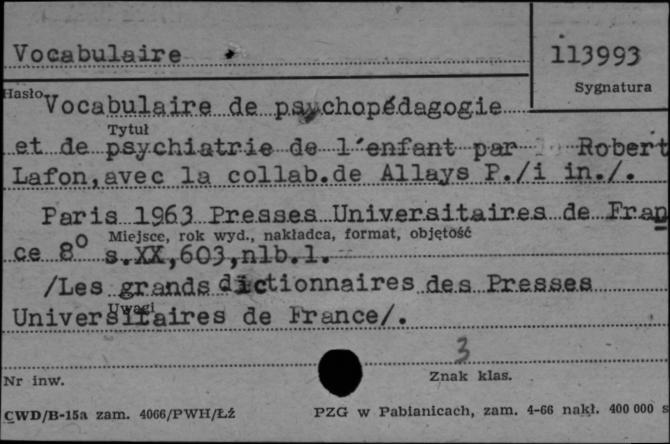 Vocabulaire
113993
Sygnatura
Hasło Vocabulaire de psychopédagogie
Tytuł
et de psychiatrie de l'enfant par Robert
Lafon,avec la collab.de Allays P./i in./.
Paris 1963 Presses Universitaires de Fran
Miejsce, rok wyd., nakładca, format, objętość
ce 8° s.XX,603,nlb.1.
/Les grands dictionnaires des Presses
Uwagi
Universitaires de France/.
3
Nr inw.
Znak klas.
CWD/B-15a zam. 4066/PWH/Łź
PZG w Pabianicach, zam. 4-66 nakł. 400 000 s